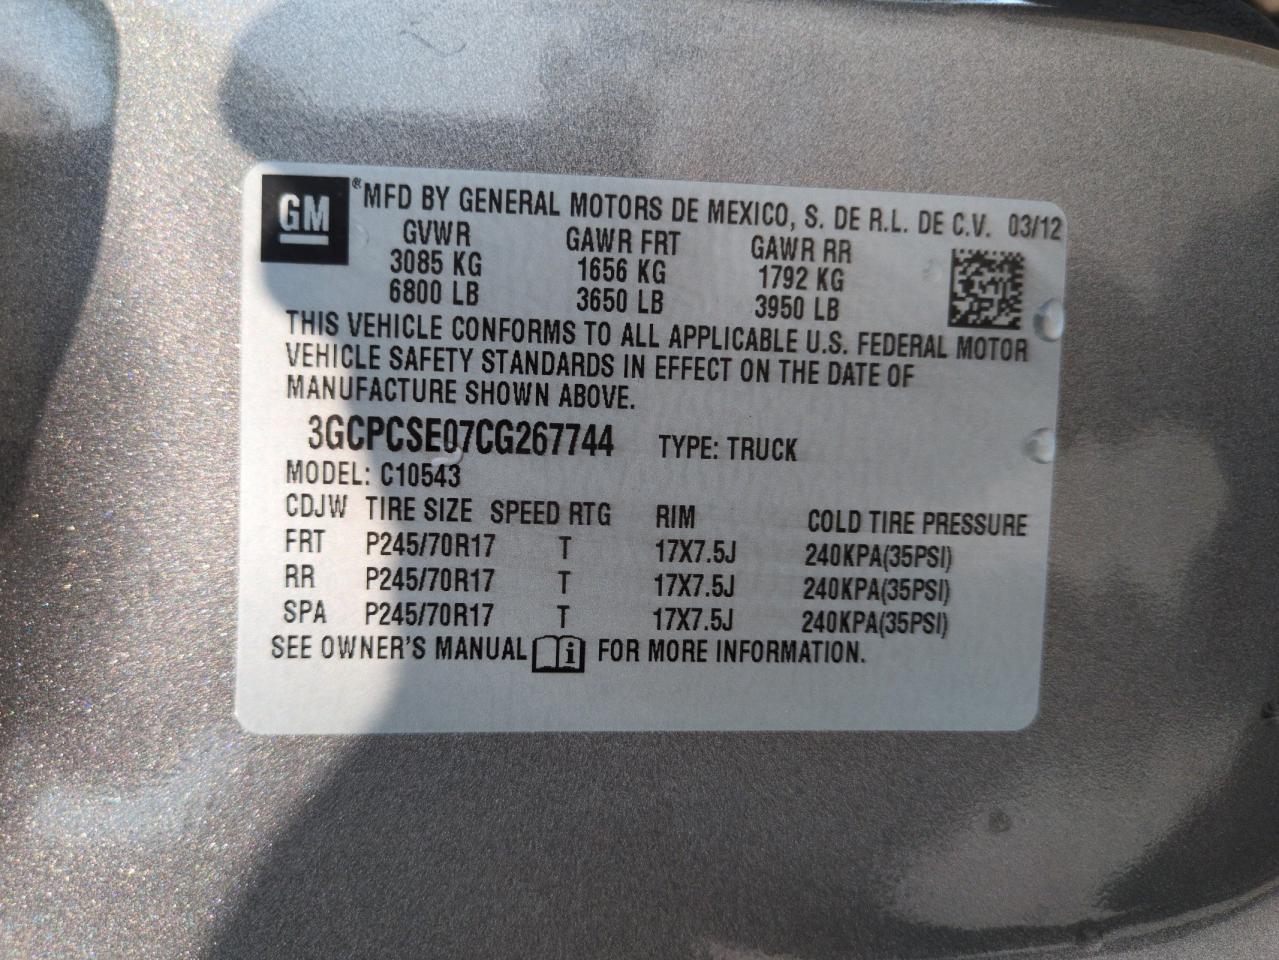 GM ® MFD BY GENERAL MOTORS DE MEXICO, S. DE R.L. DE C.V. 03/12
GVWR GAWR FRT GAWR RR
3085 KG 1656 KG 1792 KG
6800 LB 3650 LB 3950 LB
THIS VEHICLE CONFORMS TO ALL APPLICABLE U.S. FEDERAL MOTOR
VEHICLE SAFETY STANDARDS IN EFFECT ON THE DATE OF
MANUFACTURE SHOWN ABOVE.
3GCPCSE07CG267744 TYPE: TRUCK
MODEL: C10543
CDJW TIRE SIZE SPEED RTG RIM COLD TIRE PRESSURE
FRT P245/70R17 T 17X7.5J 240KPA(35PSI)
RR P245/70R17 T 17X7.5J 240KPA(35PSI)
SPA P245/70R17 T 17X7.5J 240KPA(35PSI)
SEE OWNER'S MANUAL i FOR MORE INFORMATION.